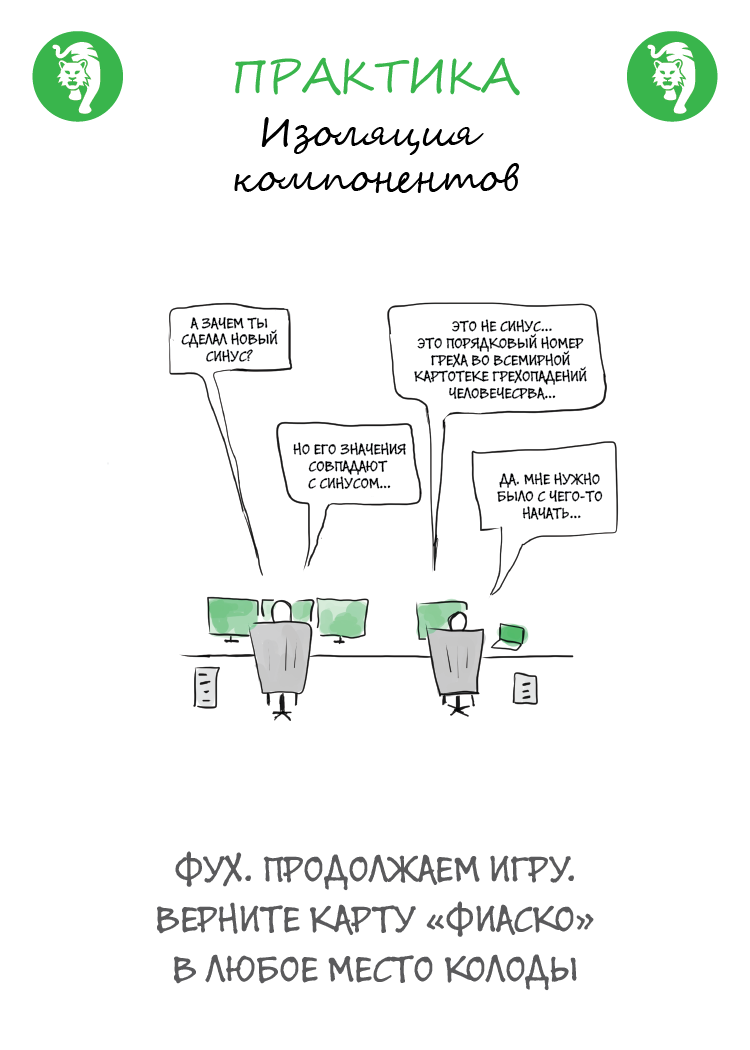 ПРАКТИКА
Изоляция
компонентов
А ЗАЧЕМ ТЫ
СДЕЛАЛ НОВЫЙ
СИНУС?
ЭТО НЕ СИНУС...
ЭТО ПОРЯДКОВЫЙ НОМЕР
ГРЕХА ВО ВСЕМИРНОЙ
КАРТОТЕКЕ ГРЕХОПАДЕНИЙ
ЧЕЛОВЕЧЕСРВА...
НО ЕГО ЗНАЧЕНИЯ
СОВПАДАЮТ
С СИНУСОМ...
ДА. МНЕ НУЖНО
БЫЛО С ЧЕГО-ТО
НАЧАТЬ...
ФУХ. ПРОДОЛЖАЕМ ИГРУ.
ВЕРНИТЕ КАРТУ «ФИАСКО»
В ЛЮБОЕ МЕСТО КОЛОДЫ